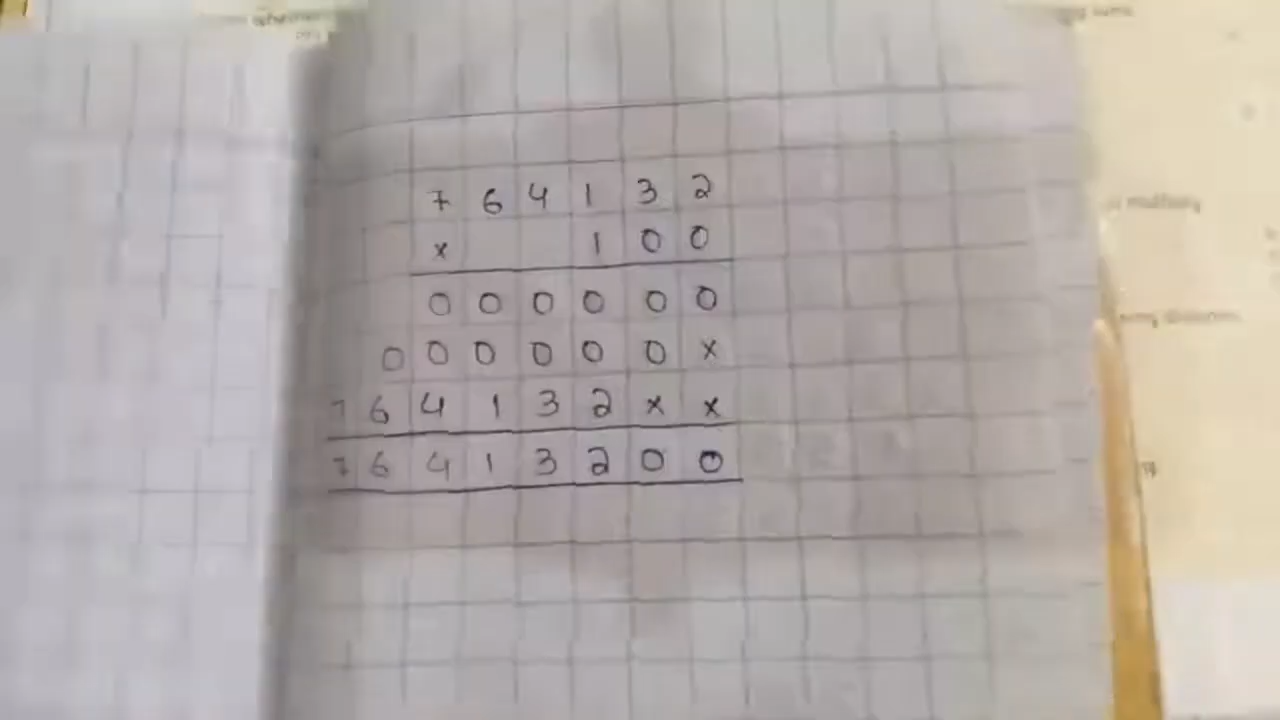 7 6 4 1 3 2
x 1 0 0
0 0 0 0 0 0
0 0 0 0 0 0 x
7 6 4 1 3 2 x x
7 6 4 1 3 2 0 0